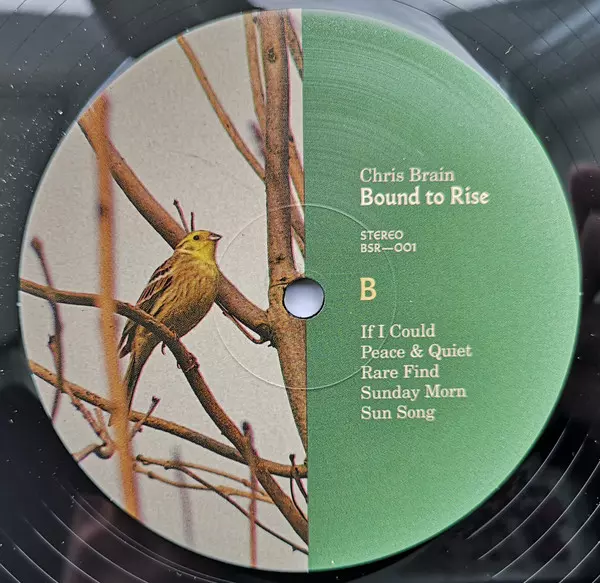 Chris Brain
Bound to Rise
STEREO
BSR—001
B
If I Could
Peace & Quiet
Rare Find
Sunday Morn
Sun Song